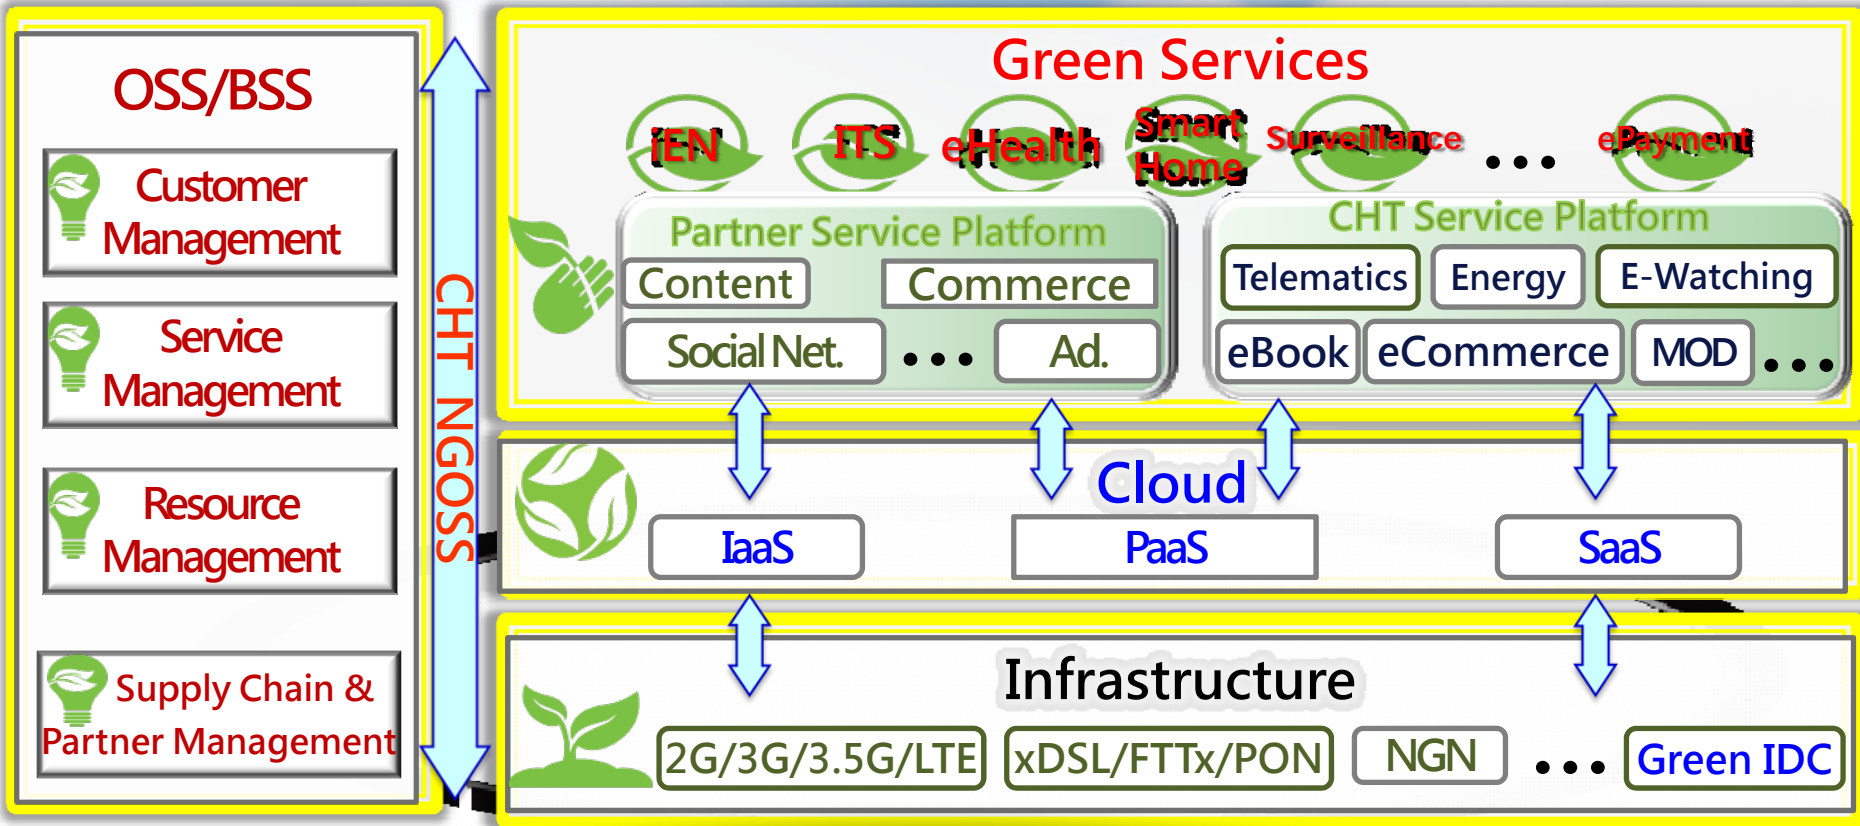 OSS/BSS
Customer
Management
Service
Management
Resource
Management
Supply Chain &
Partner Management
CHT NGOSS
Green Services
iEN
ITS
eHealth
Smart
Home
Surveillance
...
ePayment
Partner Service Platform
Content
Commerce
Social Net.
...
Ad.
CHT Service Platform
Telematics
Energy
E-Watching
eBook
eCommerce
MOD
...
Cloud
IaaS
PaaS
SaaS
Infrastructure
2G/3G/3.5G/LTE
xDSL/FTTx/PON
NGN
...
Green IDC